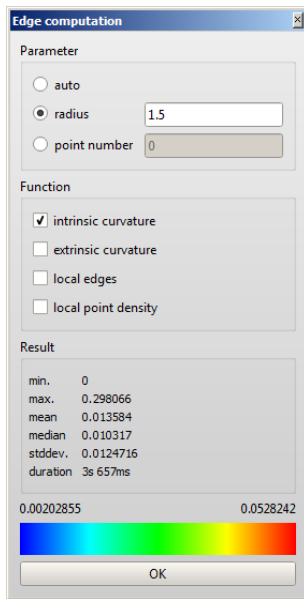 Edge computation
Parameter
auto
radius 1.5
point number 0
Function
intrinsic curvature
extrinsic curvature
local edges
local point density
Result
min. 0
max. 0.298066
mean 0.013584
median 0.010317
stddev. 0.0124716
duration 3s 657ms
0.00202855 0.0528242
OK